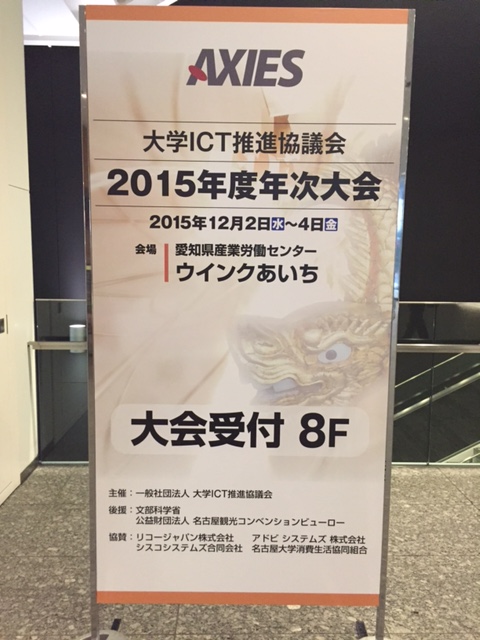 AXIES
大学ICT推進協議会
2015年度年次大会
2015年12月2日水～4日金
会場 愛知県産業労働センター
ウインクあいち
大会受付 8F
主催：一般社団法人 大学ICT推進協議会
後援：文部科学省
公益財団法人 名古屋観光コンベンションビューロー
協賛：リコージャパン株式会社 アドビ システムズ 株式会社
シスコシステムズ合同会社 名古屋大学消費生活協同組合